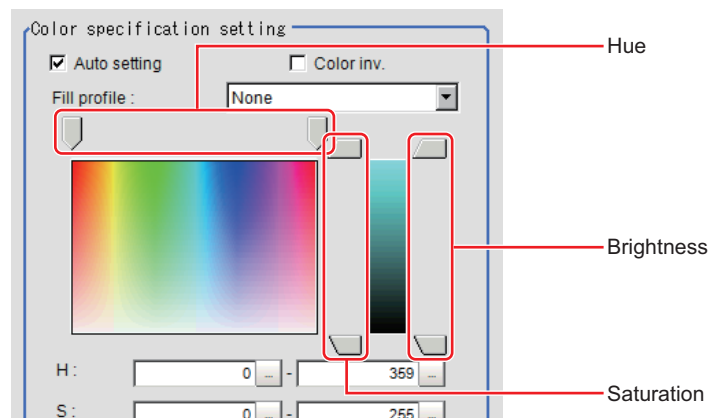 Color specification setting
Hue
Auto setting
Color inv.
Fill profile :
None
Brightness
H :
0 ... - 359 ...
Saturation
S :
0 ... - 255 ...